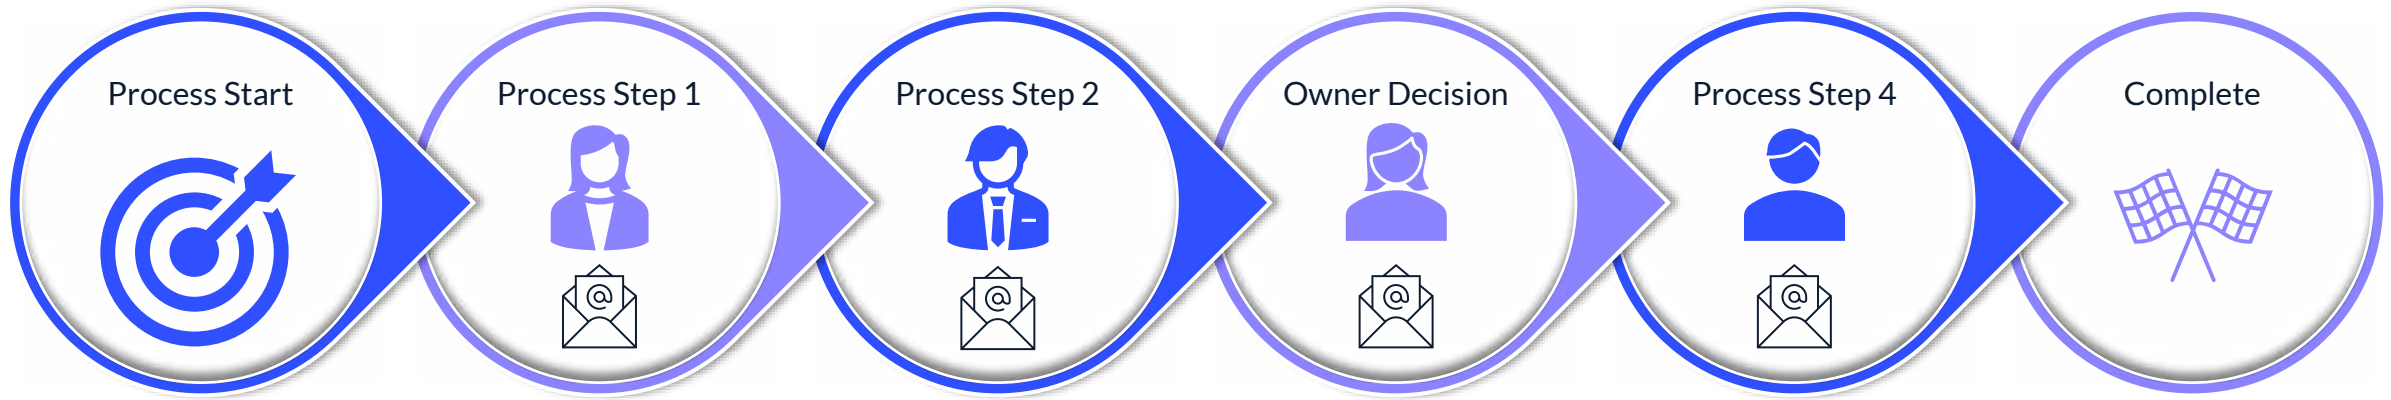 Process Start
Process Step 1
Process Step 2
Owner Decision
Process Step 4
Complete
@
@
@
@